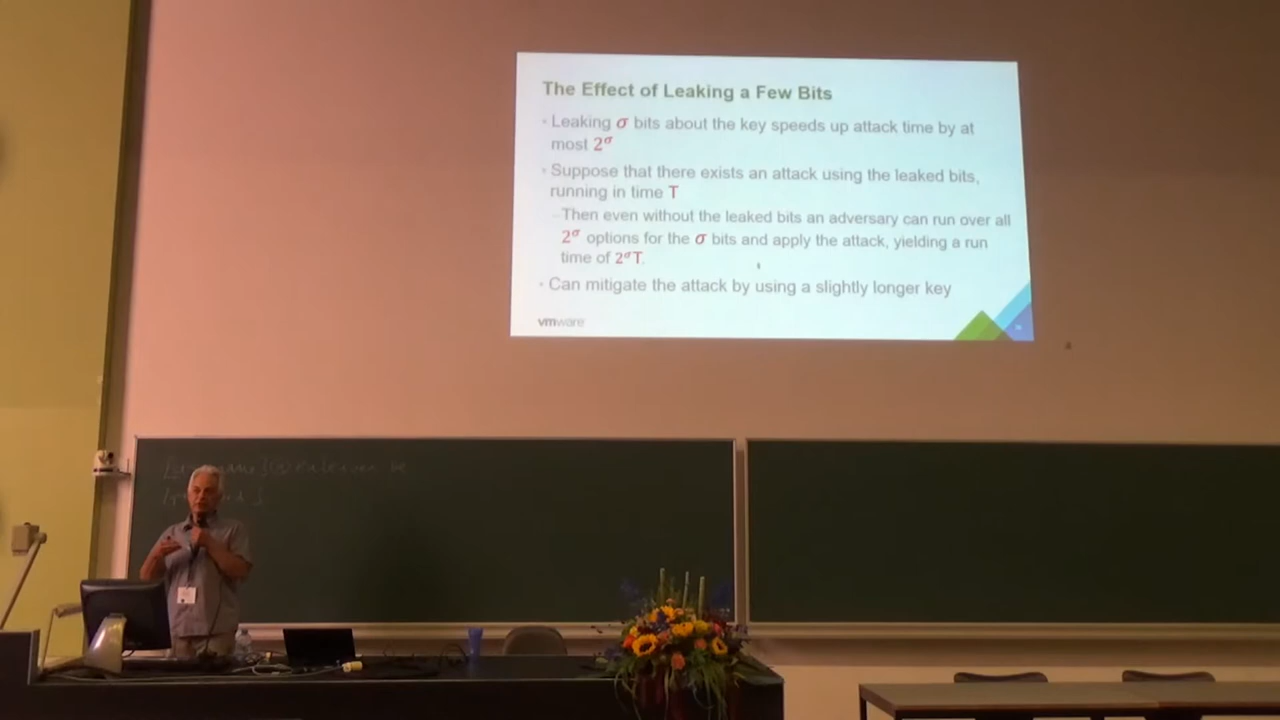 The Effect of Leaking a Few Bits
Leaking σ bits about the key speeds up attack time by at
most 2^σ
Suppose that there exists an attack using the leaked bits,
running in time T
Then even without the leaked bits an adversary can run over all
2^σ options for the σ bits and apply the attack, yielding a run
time of 2^σT.
Can mitigate the attack by using a slightly longer key
vmware